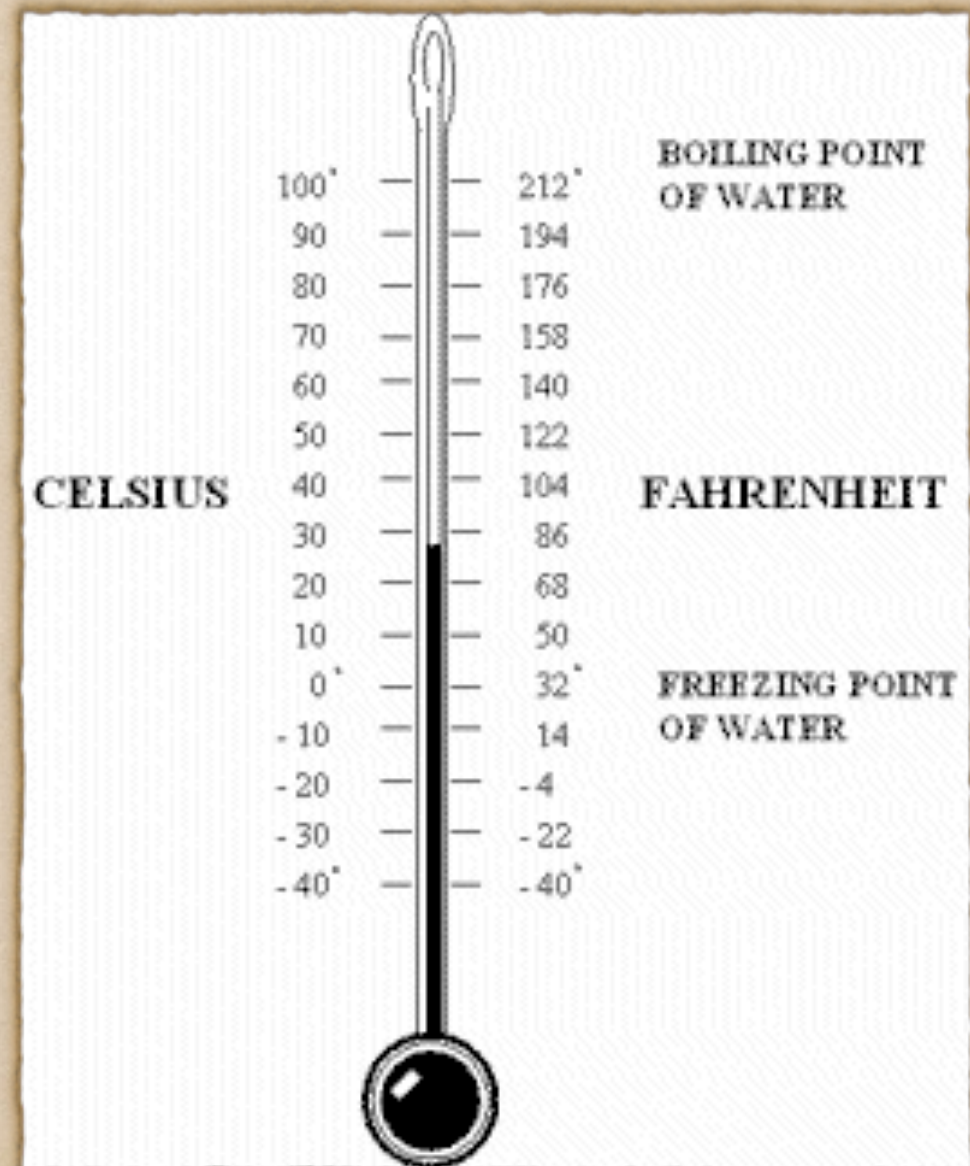 BOILING POINT
100° 212° OF WATER
90 194
80 176
70 158
60 140
50 122
CELSIUS 40 104 FAHRENHEIT
30 86
20 68
10 50
0° 32° FREEZING POINT
-10 14 OF WATER
-20 -4
-30 -22
-40° -40°